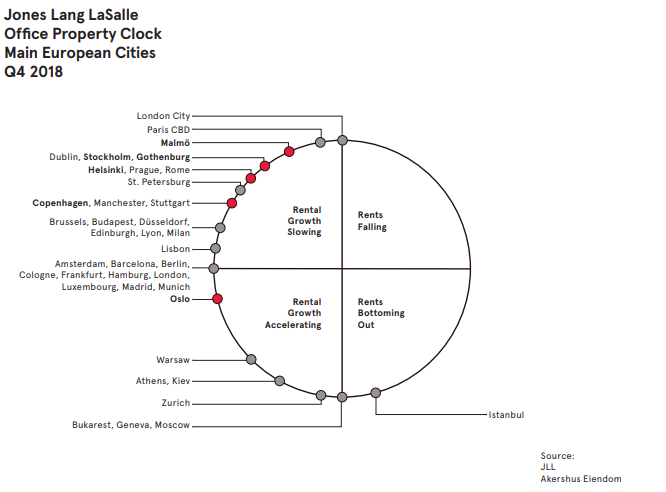 Jones Lang LaSalle
Office Property Clock
Main European Cities
Q4 2018
London City
Paris CBD
Malmö
Dublin, Stockholm, Gothenburg
Helsinki, Prague, Rome
St. Petersburg
Copenhagen, Manchester, Stuttgart
Brussels, Budapest, Düsseldorf,
Edinburgh, Lyon, Milan
Lisbon
Amsterdam, Barcelona, Berlin,
Cologne, Frankfurt, Hamburg, London,
Luxembourg, Madrid, Munich
Oslo
Warsaw
Athens, Kiev
Zurich
Bukarest, Geneva, Moscow
Rental
Growth
Slowing
Rents
Falling
Rental
Growth
Accelerating
Rents
Bottoming
Out
Istanbul
Source:
JLL
Akershus Eiendom